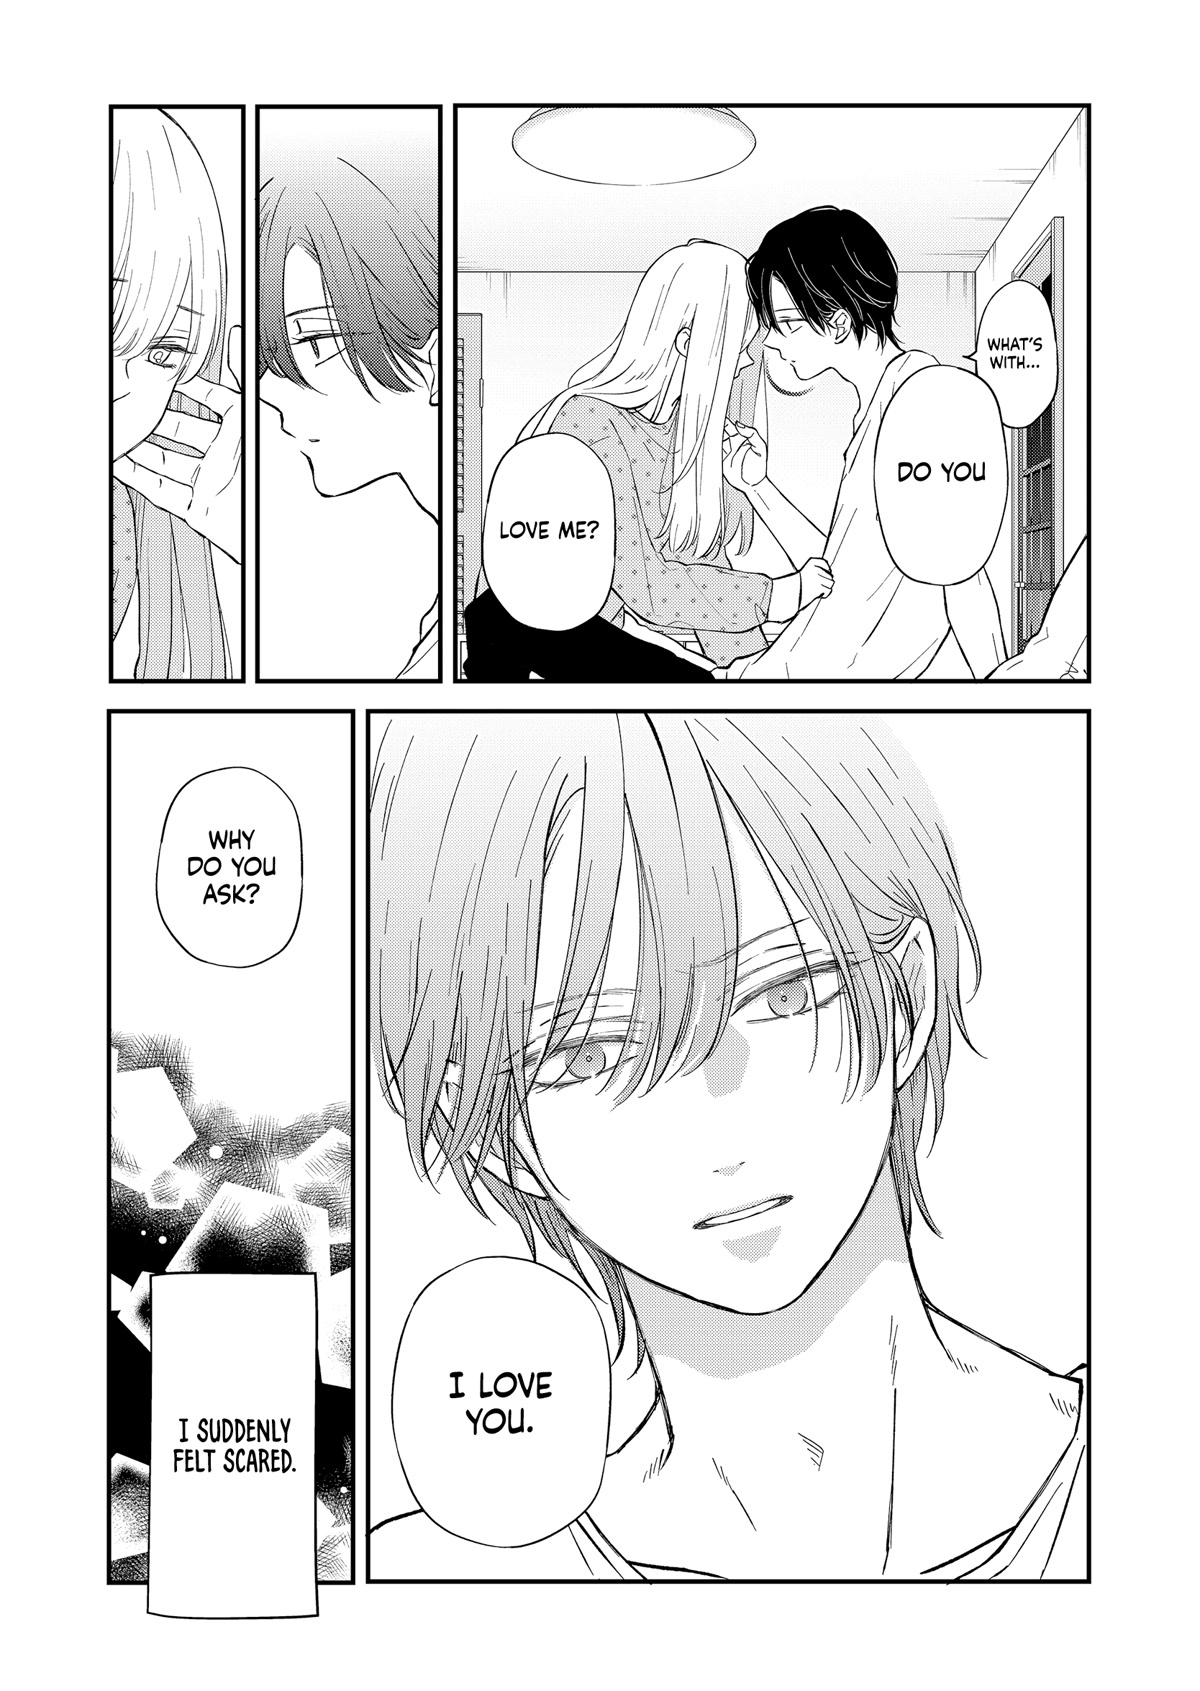 WHAT'S
WITH...
DO YOU
LOVE ME?
I LOVE
YOU.
WHY
DO YOU
ASK?
I SUDDENLY
FELT SCARED.